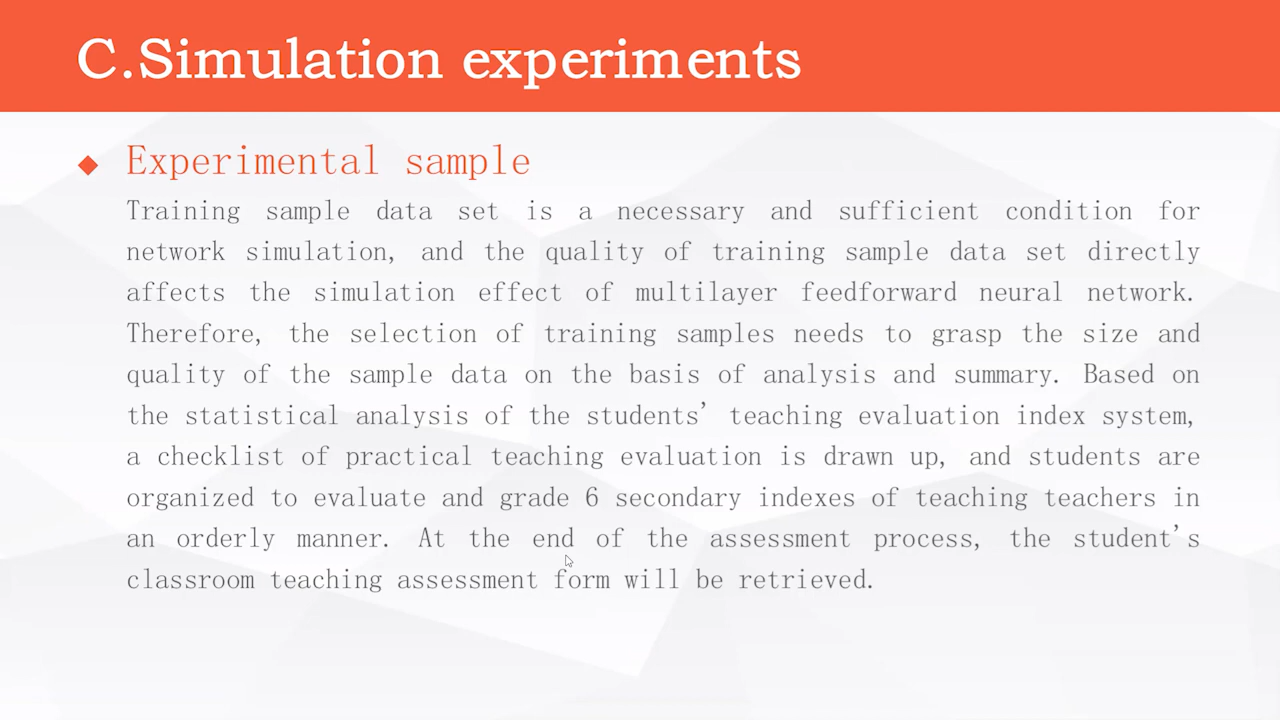 C.Simulation experiments
Experimental sample
Training sample data set is a necessary and sufficient condition for
network simulation, and the quality of training sample data set directly
affects the simulation effect of multilayer feedforward neural network.
Therefore, the selection of training samples needs to grasp the size and
quality of the sample data on the basis of analysis and summary. Based on
the statistical analysis of the students’ teaching evaluation index system,
a checklist of practical teaching evaluation is drawn up, and students are
organized to evaluate and grade 6 secondary indexes of teaching teachers in
an orderly manner. At the end of the assessment process, the student’s
classroom teaching assessment form will be retrieved.